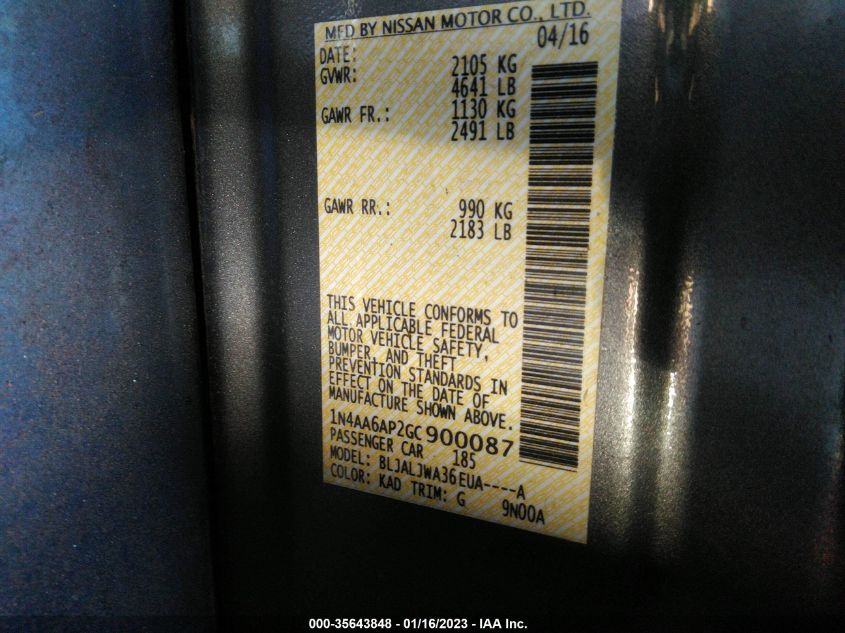 MFD BY NISSAN MOTOR CO., LTD.
DATE: 04/16
GVWR: 2105 KG
4641 LB
GAWR FR.: 1130 KG
2491 LB
GAWR RR.: 990 KG
2183 LB
THIS VEHICLE CONFORMS TO
ALL APPLICABLE FEDERAL
MOTOR VEHICLE SAFETY,
BUMPER, AND THEFT
PREVENTION STANDARDS IN
EFFECT ON THE DATE OF
MANUFACTURE SHOWN ABOVE.
1N4AA6AP2GC900087
PASSENGER CAR 185
MODEL: BLJALJWA36EUA----A
COLOR: KAD TRIM: G 9N00A
000-35643848 - 01/16/2023 - IAA Inc.